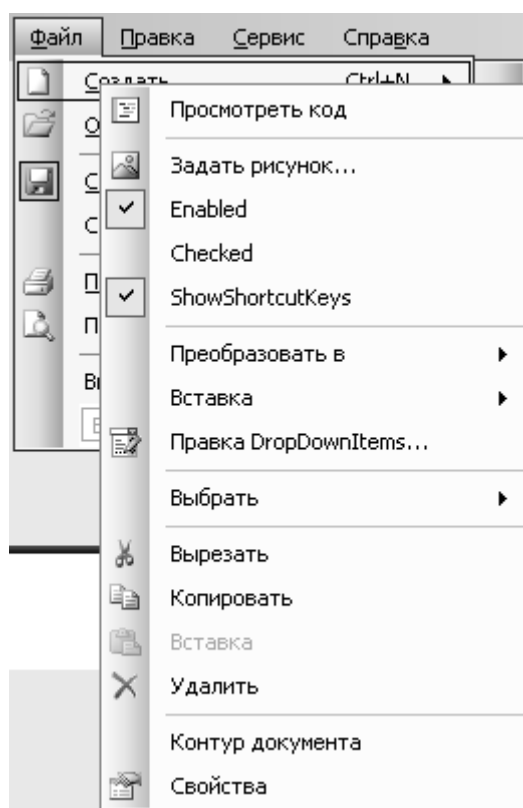 Файл Правка Сервис Справка
Создать Ctrl+N
Просмотреть код
Задать рисунок...
Enabled
Checked
ShowShortcutKeys
Преобразовать в
Вставка
Правка DropDownItems...
Выбрать
Вырезать
Копировать
Вставка
Удалить
Контур документа
Свойства